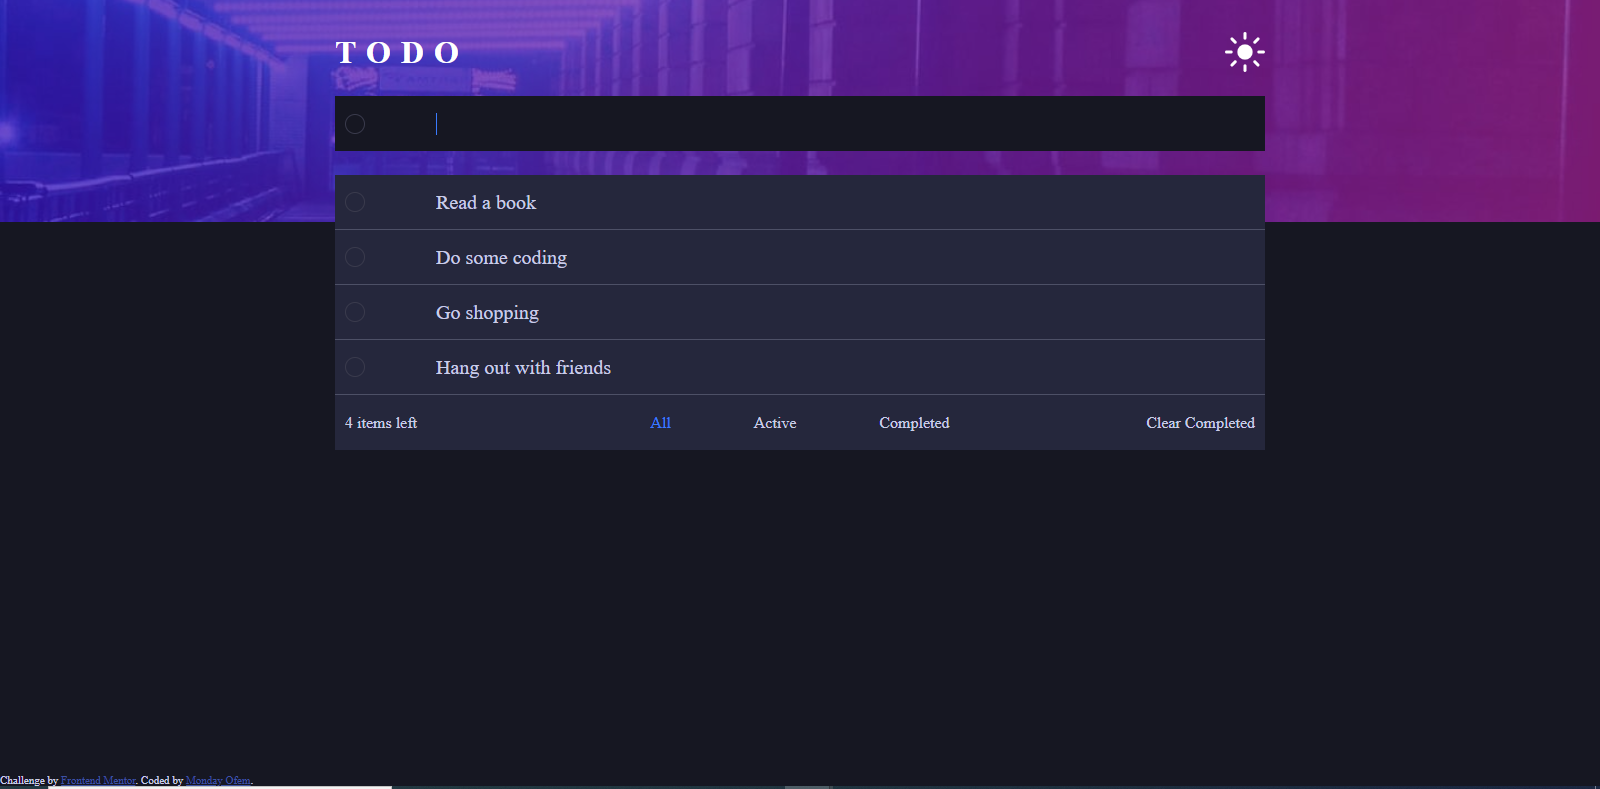 TODO
Read a book
Do some coding
Go shopping
Hang out with friends
4 items left All Active Completed Clear Completed
Challenge by Frontend Mentor. Coded by Monday Ofem.